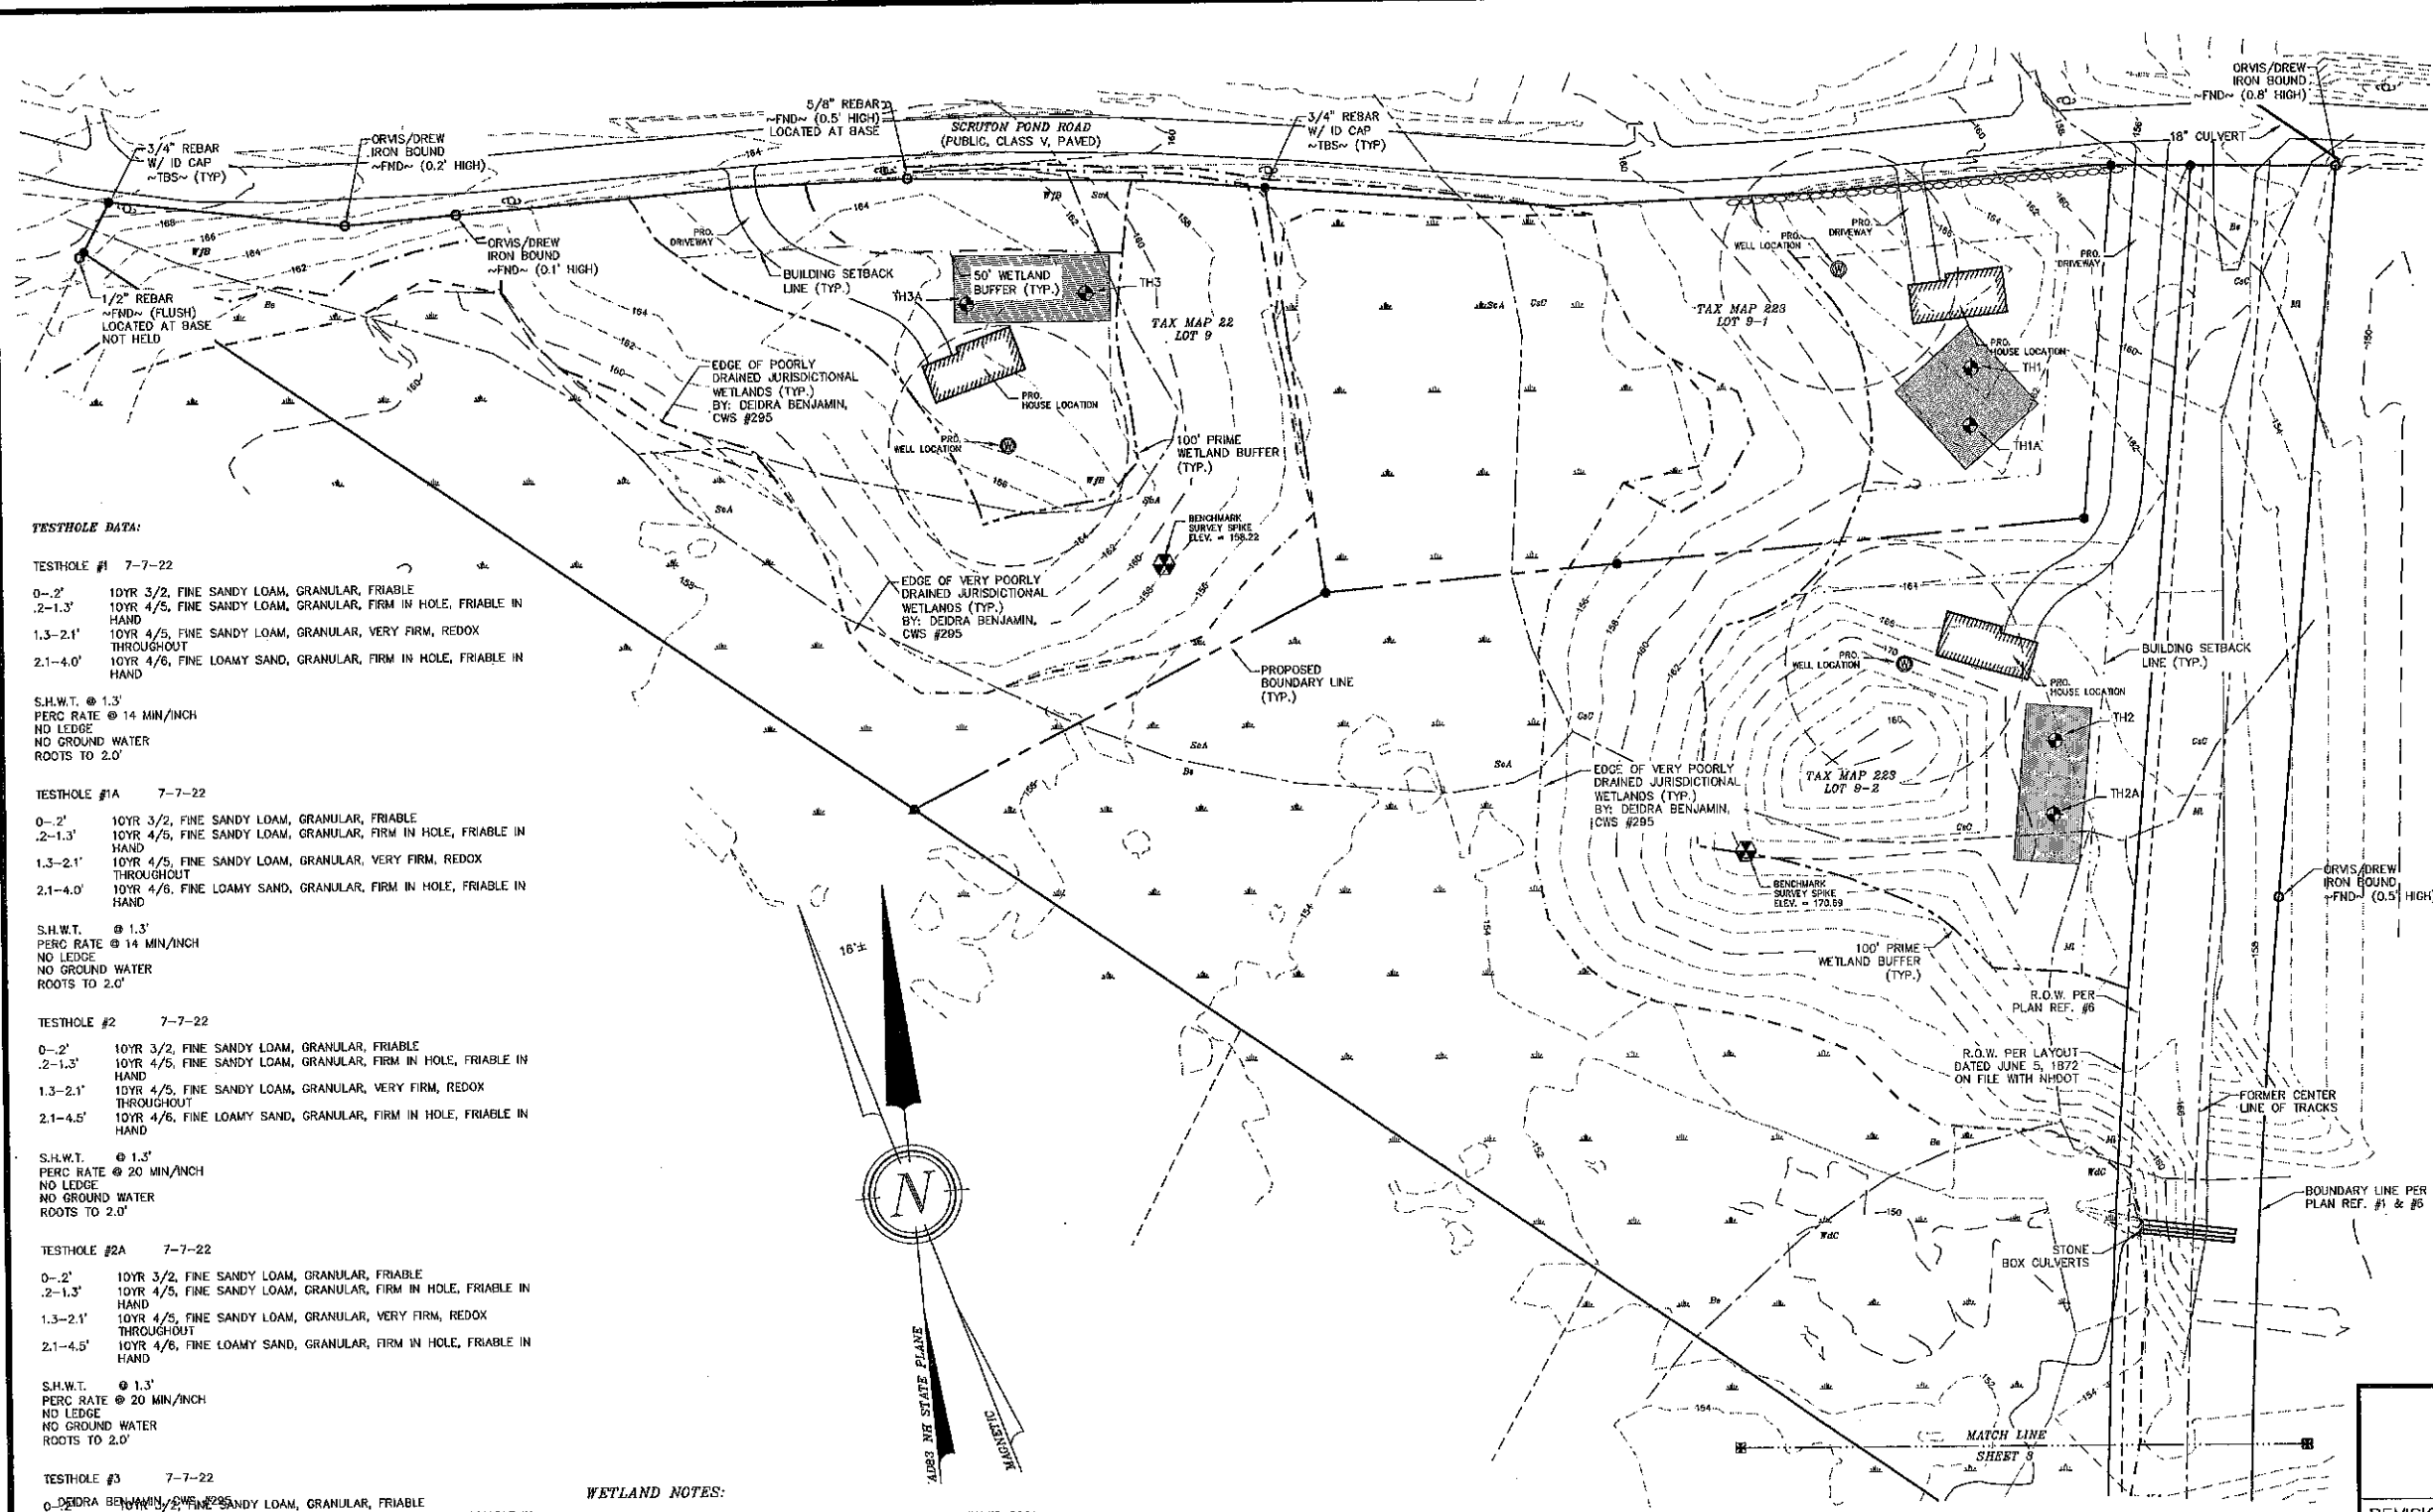 ORVIS/DREW
IRON BOUND
~FND~ (0.8' HIGH)
18" CULVERT
5/8" REBAR
~FND~ (0.5' HIGH)
LOCATED AT BASE
SCRUTON POND ROAD
(PUBLIC, CLASS V, PAVED)
3/4" REBAR
W/ ID CAP
~TBS~ (TYP)
3/4" REBAR
W/ ID CAP
~TBS~ (TYP)
ORVIS/DREW
IRON BOUND
~FND~ (0.2' HIGH)
ORVIS/DREW
IRON BOUND
~FND~ (0.1' HIGH)
1/2" REBAR
~FND~ (FLUSH)
LOCATED AT BASE
NOT HELD
PRO.
DRIVEWAY
BUILDING SETBACK
LINE (TYP.)
50' WETLAND
BUFFER (TYP.)
TH3A
TH3
TAX MAP 22
LOT 9
PRO.
HOUSE LOCATION
PRO.
WELL LOCATION
W
EDGE OF POORLY
DRAINED JURISDICTIONAL
WETLANDS (TYP.)
BY: DEIDRA BENJAMIN,
CWS #295
100' PRIME
WETLAND BUFFER
(TYP.)
BENCHMARK
SURVEY SPIKE
ELEV. = 158.22
EDGE OF VERY POORLY
DRAINED JURISDICTIONAL
WETLANDS (TYP.)
BY: DEIDRA BENJAMIN,
CWS #295
PROPOSED
BOUNDARY LINE
(TYP.)
TAX MAP 223
LOT 9-1
PRO.
WELL LOCATION
W
PRO.
DRIVEWAY
PRO.
DRIVEWAY
PRO.
HOUSE LOCATION
TH1
TH1A
PRO.
WELL LOCATION
W
PRO.
HOUSE LOCATION
BUILDING SETBACK
LINE (TYP.)
TH2
TH2A
TAX MAP 223
LOT 9-2
EDGE OF VERY POORLY
DRAINED JURISDICTIONAL
WETLANDS (TYP.)
BY: DEIDRA BENJAMIN,
CWS #295
BENCHMARK
SURVEY SPIKE
ELEV. = 170.69
ORVIS/DREW
IRON BOUND
~FND~ (0.5' HIGH)
100' PRIME
WETLAND BUFFER
(TYP.)
R.O.W. PER
PLAN REF. #6
R.O.W. PER LAYOUT
DATED JUNE 5, 1872
ON FILE WITH NHDOT
FORMER CENTER
LINE OF TRACKS
BOUNDARY LINE PER
PLAN REF. #1 & #6
STONE
BOX CULVERTS
MATCH LINE
SHEET 3
16'±
N
AD83 NH STATE PLANE
MAGNETIC
TESTHOLE DATA:
TESTHOLE #1 7-7-22
0-.2' 10YR 3/2, FINE SANDY LOAM, GRANULAR, FRIABLE
.2-1.3' 10YR 4/5, FINE SANDY LOAM, GRANULAR, FIRM IN HOLE, FRIABLE IN
HAND
1.3-2.1' 10YR 4/5, FINE SANDY LOAM, GRANULAR, VERY FIRM, REDOX
THROUGHOUT
2.1-4.0' 10YR 4/6, FINE LOAMY SAND, GRANULAR, FIRM IN HOLE, FRIABLE IN
HAND
S.H.W.T. @ 1.3'
PERC RATE @ 14 MIN/INCH
NO LEDGE
NO GROUND WATER
ROOTS TO 2.0'
TESTHOLE #1A 7-7-22
0-.2' 10YR 3/2, FINE SANDY LOAM, GRANULAR, FRIABLE
.2-1.3' 10YR 4/5, FINE SANDY LOAM, GRANULAR, FIRM IN HOLE, FRIABLE IN
HAND
1.3-2.1' 10YR 4/5, FINE SANDY LOAM, GRANULAR, VERY FIRM, REDOX
THROUGHOUT
2.1-4.0' 10YR 4/6, FINE LOAMY SAND, GRANULAR, FIRM IN HOLE, FRIABLE IN
HAND
S.H.W.T. @ 1.3'
PERC RATE @ 14 MIN/INCH
NO LEDGE
NO GROUND WATER
ROOTS TO 2.0'
TESTHOLE #2 7-7-22
0-.2' 10YR 3/2, FINE SANDY LOAM, GRANULAR, FRIABLE
.2-1.3' 10YR 4/5, FINE SANDY LOAM, GRANULAR, FIRM IN HOLE, FRIABLE IN
HAND
1.3-2.1' 10YR 4/5, FINE SANDY LOAM, GRANULAR, VERY FIRM, REDOX
THROUGHOUT
2.1-4.5' 10YR 4/6, FINE LOAMY SAND, GRANULAR, FIRM IN HOLE, FRIABLE IN
HAND
S.H.W.T. @ 1.3'
PERC RATE @ 20 MIN/INCH
NO LEDGE
NO GROUND WATER
ROOTS TO 2.0'
TESTHOLE #2A 7-7-22
0-.2' 10YR 3/2, FINE SANDY LOAM, GRANULAR, FRIABLE
.2-1.3' 10YR 4/5, FINE SANDY LOAM, GRANULAR, FIRM IN HOLE, FRIABLE IN
HAND
1.3-2.1' 10YR 4/5, FINE SANDY LOAM, GRANULAR, VERY FIRM, REDOX
THROUGHOUT
2.1-4.5' 10YR 4/6, FINE LOAMY SAND, GRANULAR, FIRM IN HOLE, FRIABLE IN
HAND
S.H.W.T. @ 1.3'
PERC RATE @ 20 MIN/INCH
NO LEDGE
NO GROUND WATER
ROOTS TO 2.0'
TESTHOLE #3 7-7-22
SANDY LOAM, GRANULAR, FRIABLE
WETLAND NOTES: